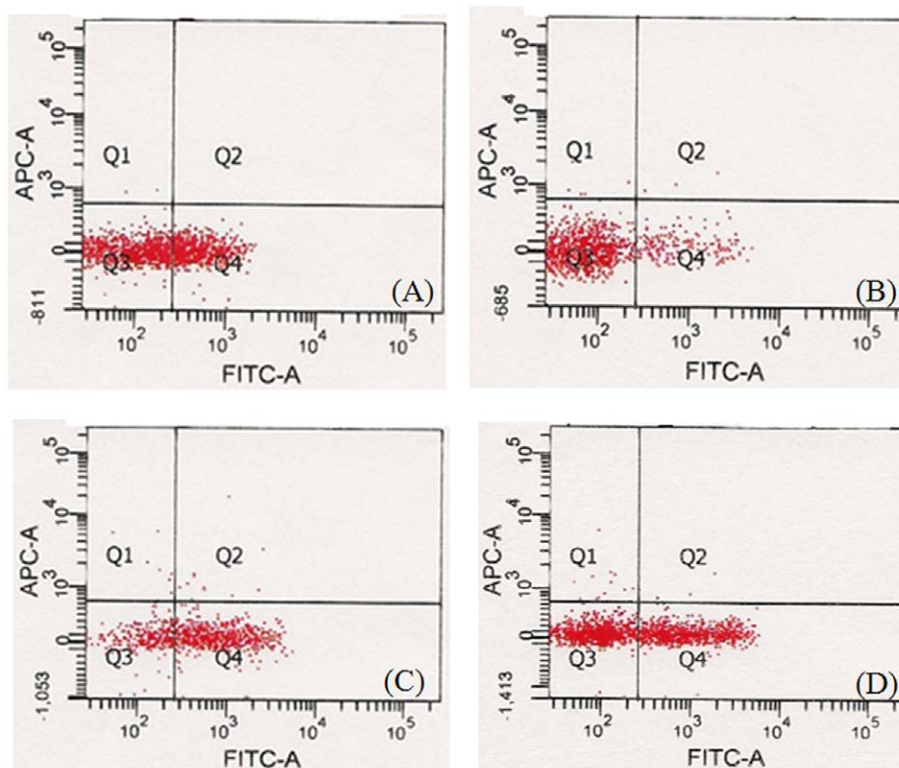 10^5
10^4
10^3
0
-811
APC-A
Q1
Q2
Q3
Q4
(A)
10^2
10^3
10^4
10^5
FITC-A
10^5
10^4
10^3
0
-685
APC-A
Q1
Q2
Q3
Q4
(B)
10^2
10^3
10^4
10^5
FITC-A
10^5
10^4
10^3
0
-1,053
APC-A
Q1
Q2
Q3
Q4
(C)
10^2
10^3
10^4
10^5
FITC-A
10^5
10^4
10^3
0
-1,413
APC-A
Q1
Q2
Q3
Q4
(D)
10^2
10^3
10^4
10^5
FITC-A